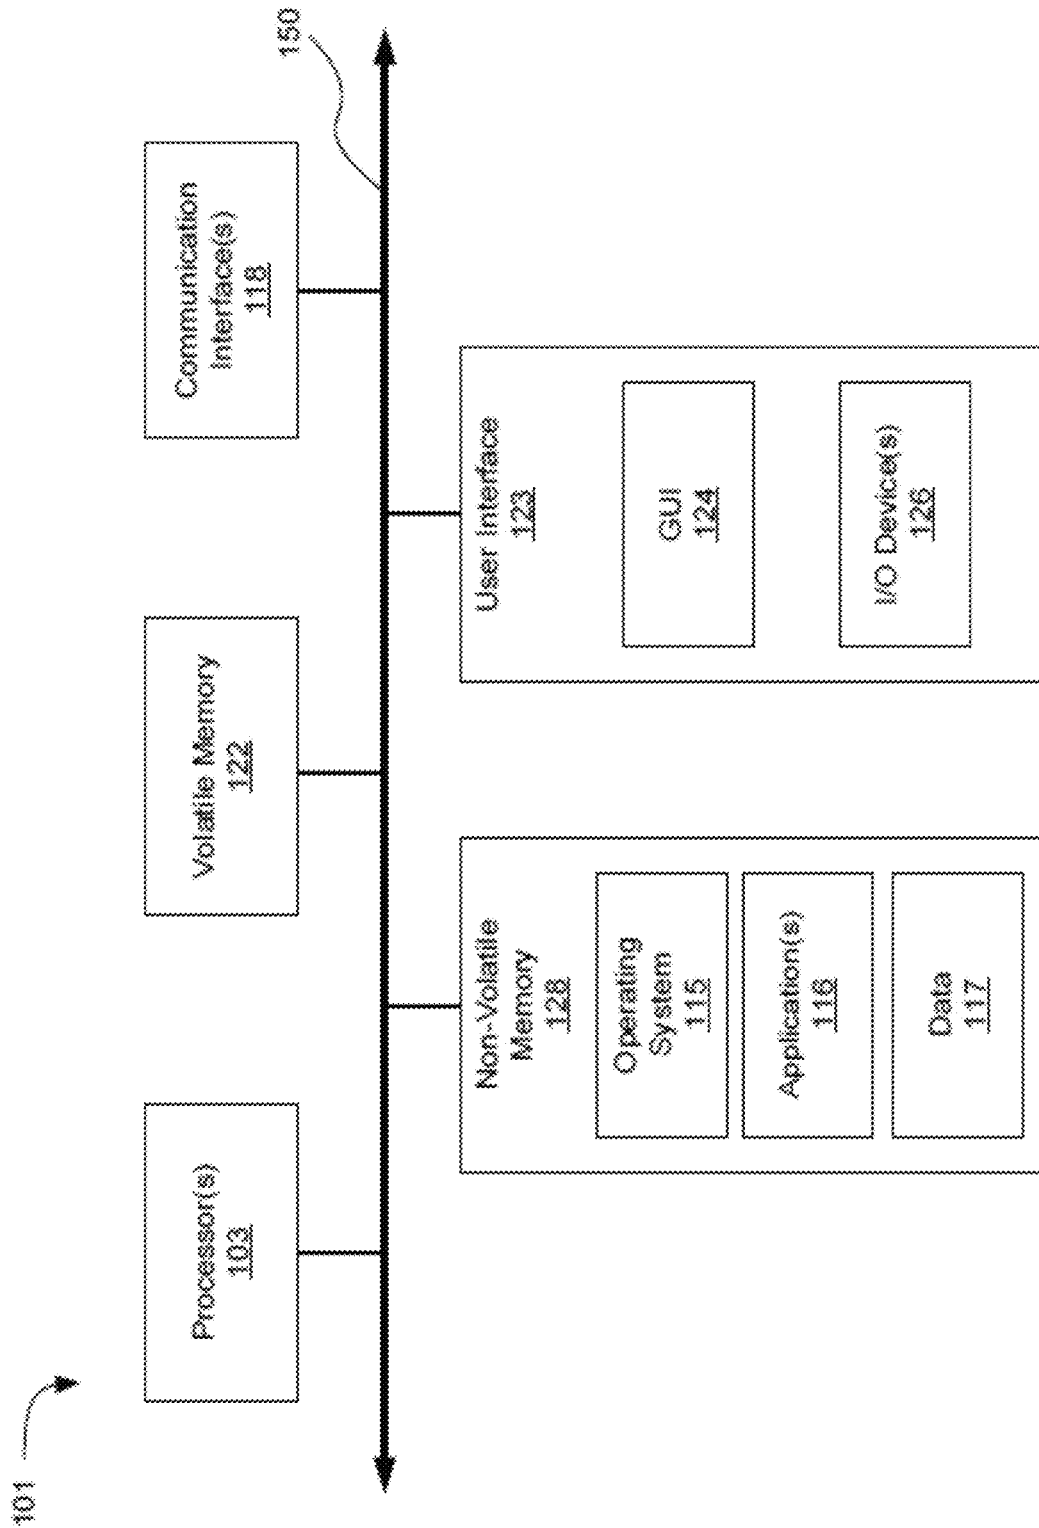 101
Processor(s)
103
Volatile Memory
122
Communication
Interface(s)
118
150
Non-Volatile
Memory
128
Operating
System
115
Application(s)
116
Data
117
User Interface
123
GUI
124
I/O Device(s)
126